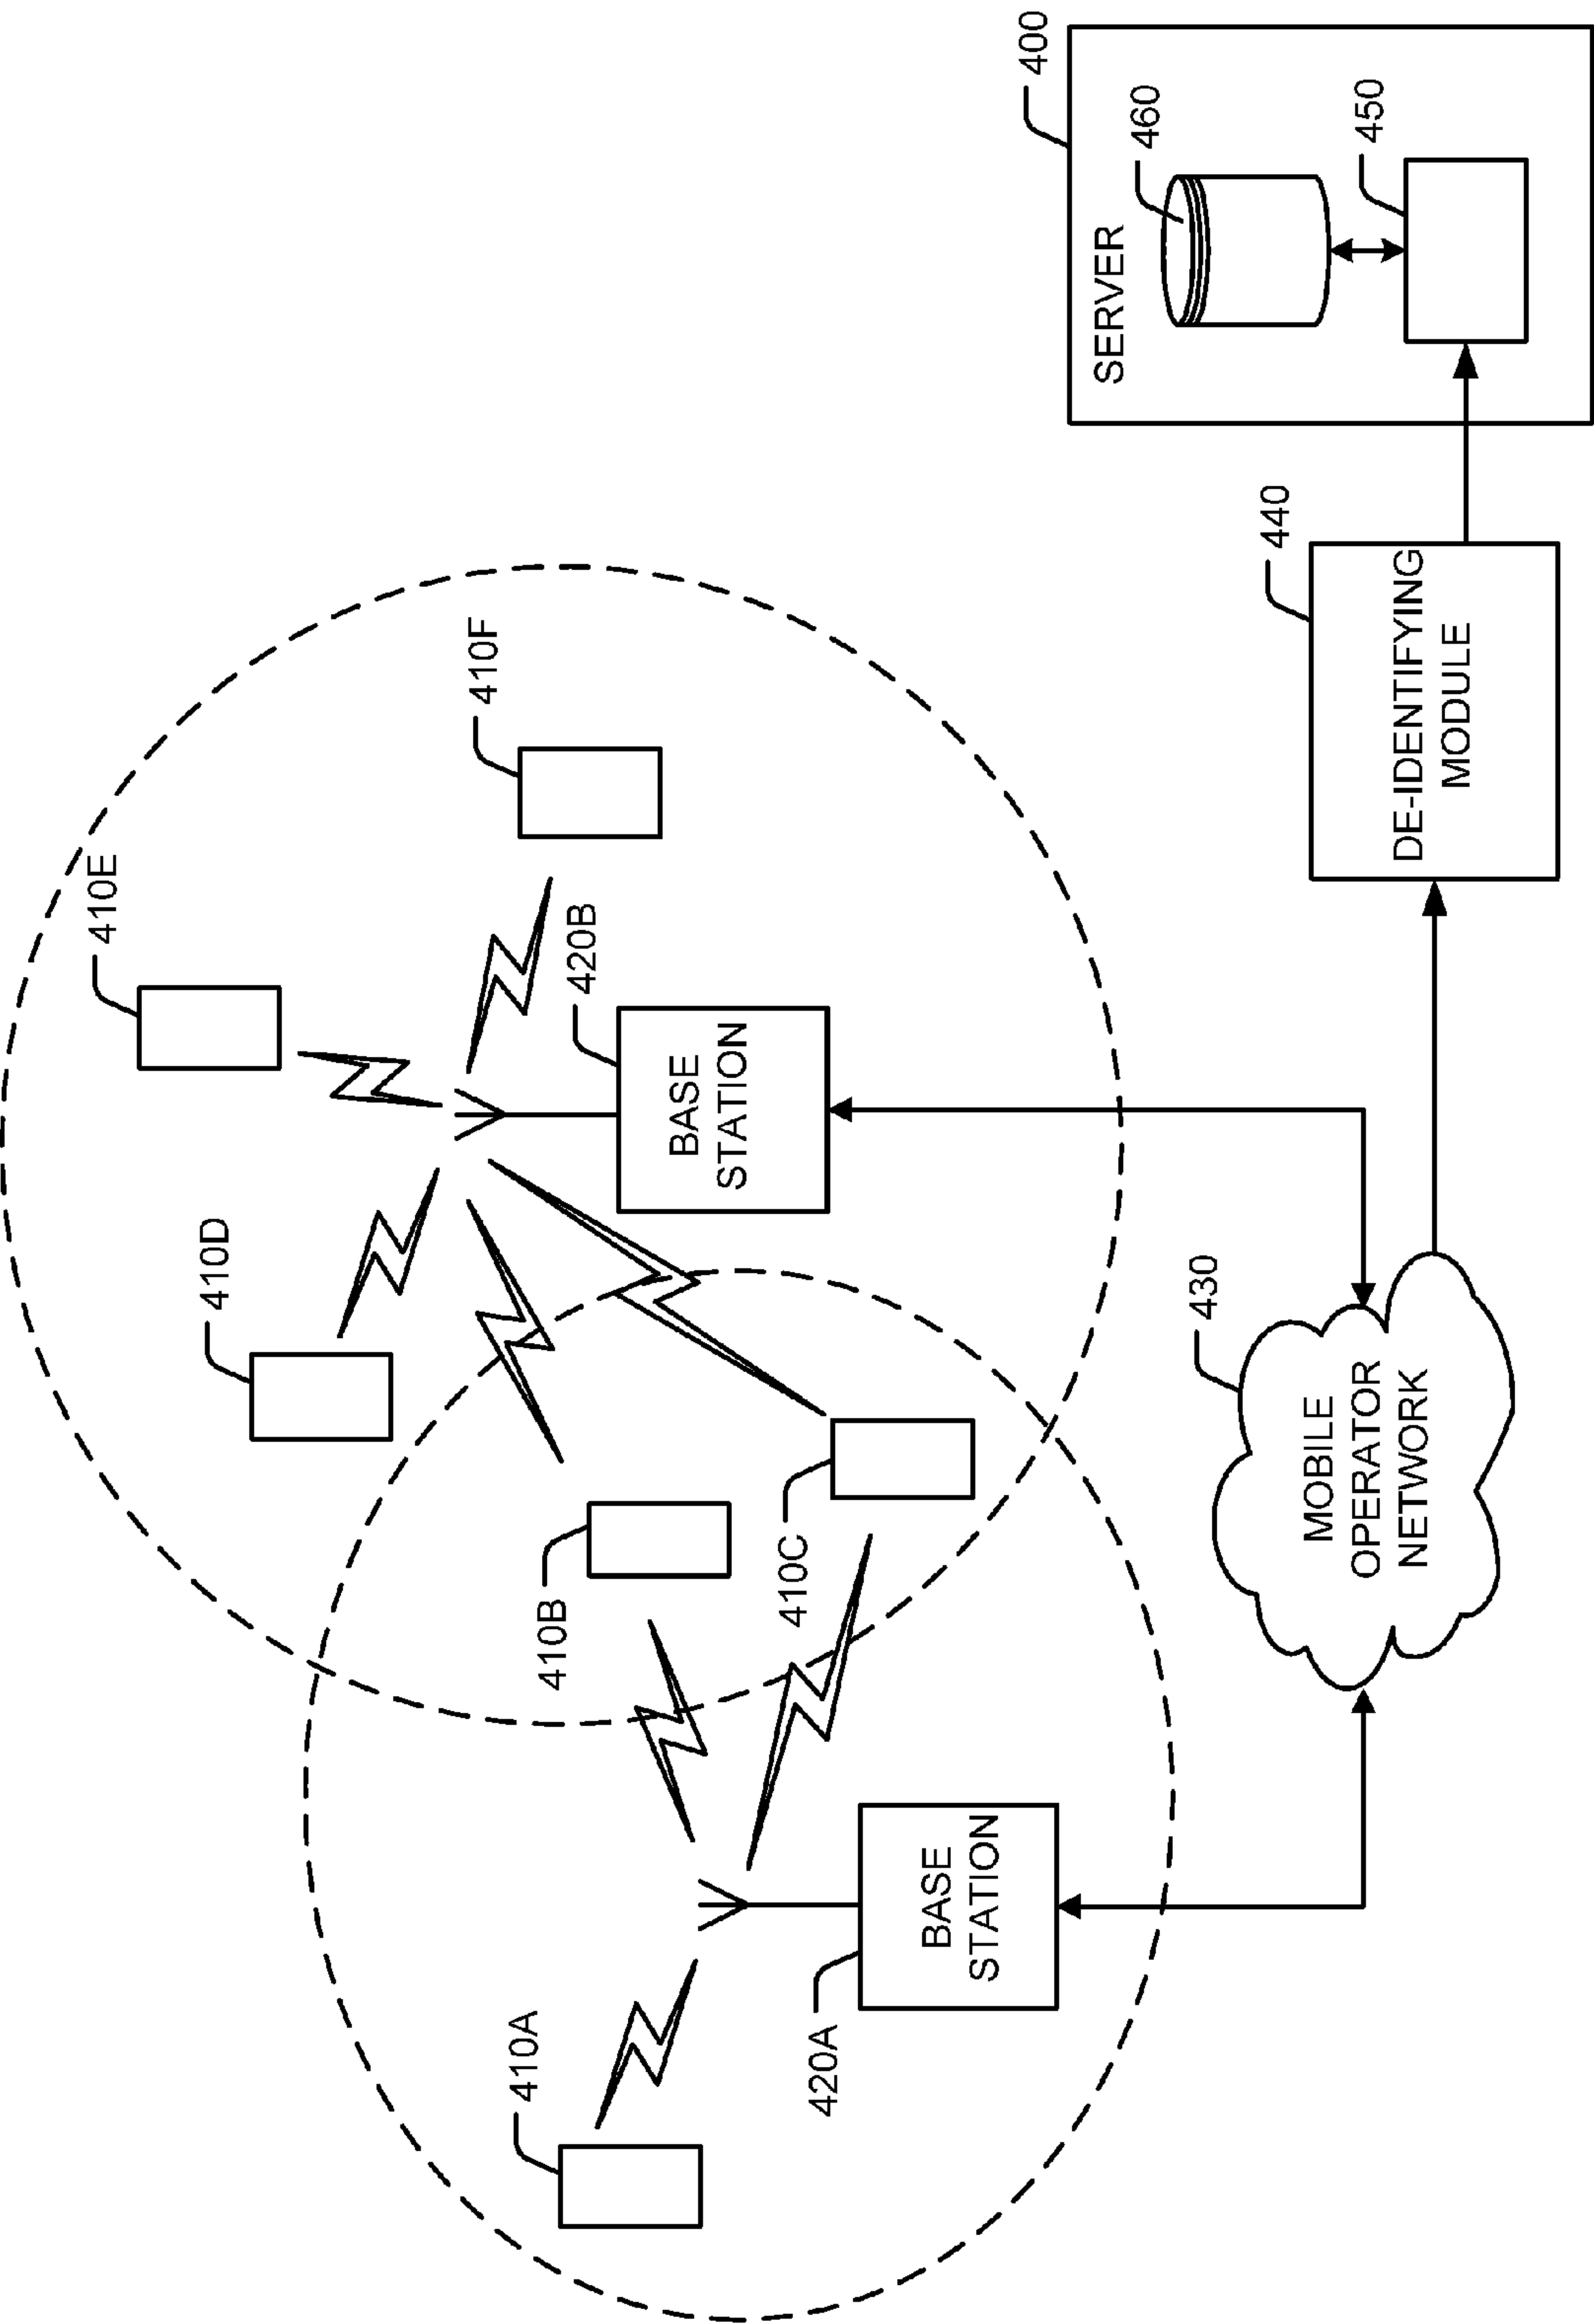 410E
410D
410F
410A
410B
420B
410C
420A
BASE
STATION
BASE
STATION
430
MOBILE
OPERATOR
NETWORK
440
DE-IDENTIFYING
MODULE
400
SERVER
460
450